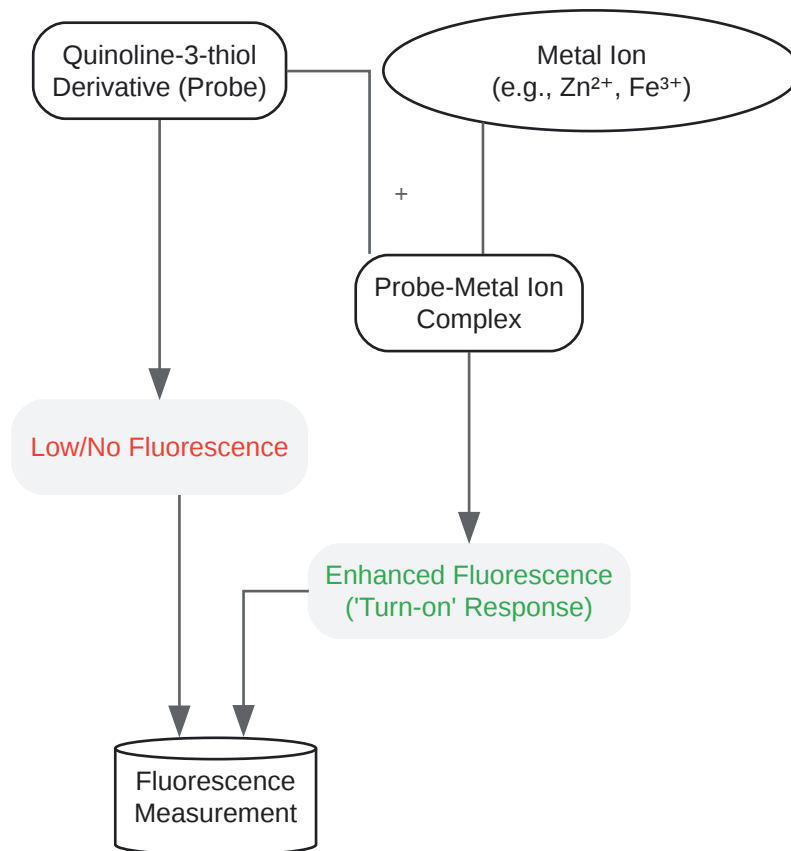 Quinoline-3-thiol
Derivative (Probe)
Metal Ion
(e.g., Zn²⁺, Fe³⁺)
+
Probe-Metal Ion
Complex
Low/No Fluorescence
Enhanced Fluorescence
('Turn-on' Response)
Fluorescence
Measurement